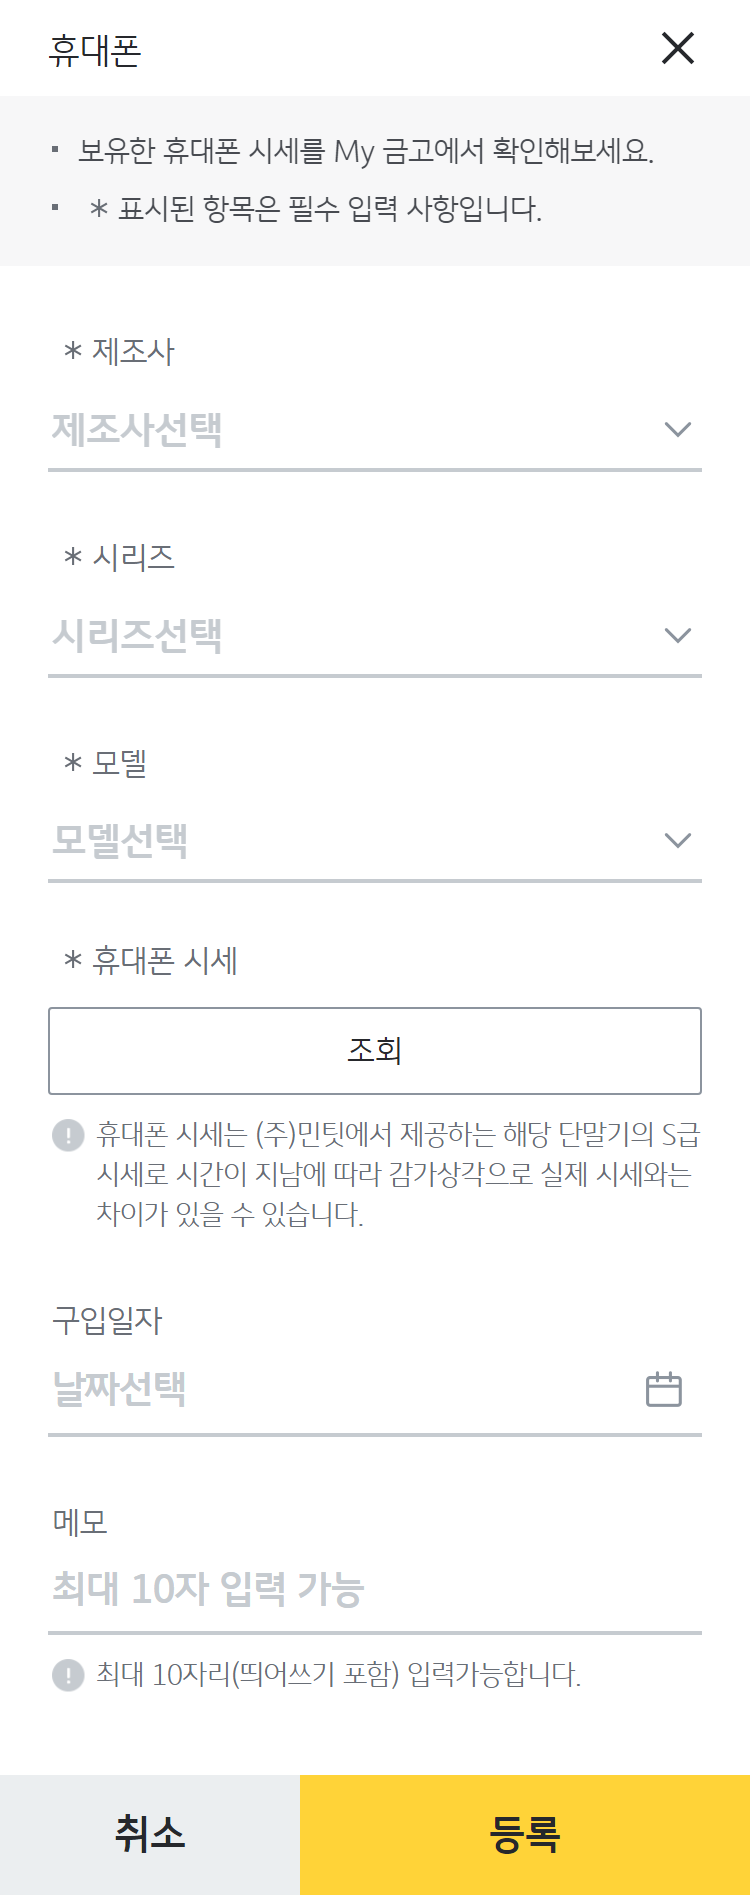 휴대폰
보유한 휴대폰 시세를 My 금고에서 확인해보세요.
* 표시된 항목은 필수 입력 사항입니다.
* 제조사
제조사선택
* 시리즈
시리즈선택
* 모델
모델선택
* 휴대폰 시세
조회
휴대폰 시세는 (주)민팃에서 제공하는 해당 단말기의 S급
시세로 시간이 지남에 따라 감가상각으로 실제 시세와는
차이가 있을 수 있습니다.
구입일자
날짜선택
메모
최대 10자 입력 가능
최대 10자리(띄어쓰기 포함) 입력가능합니다.
취소
등록